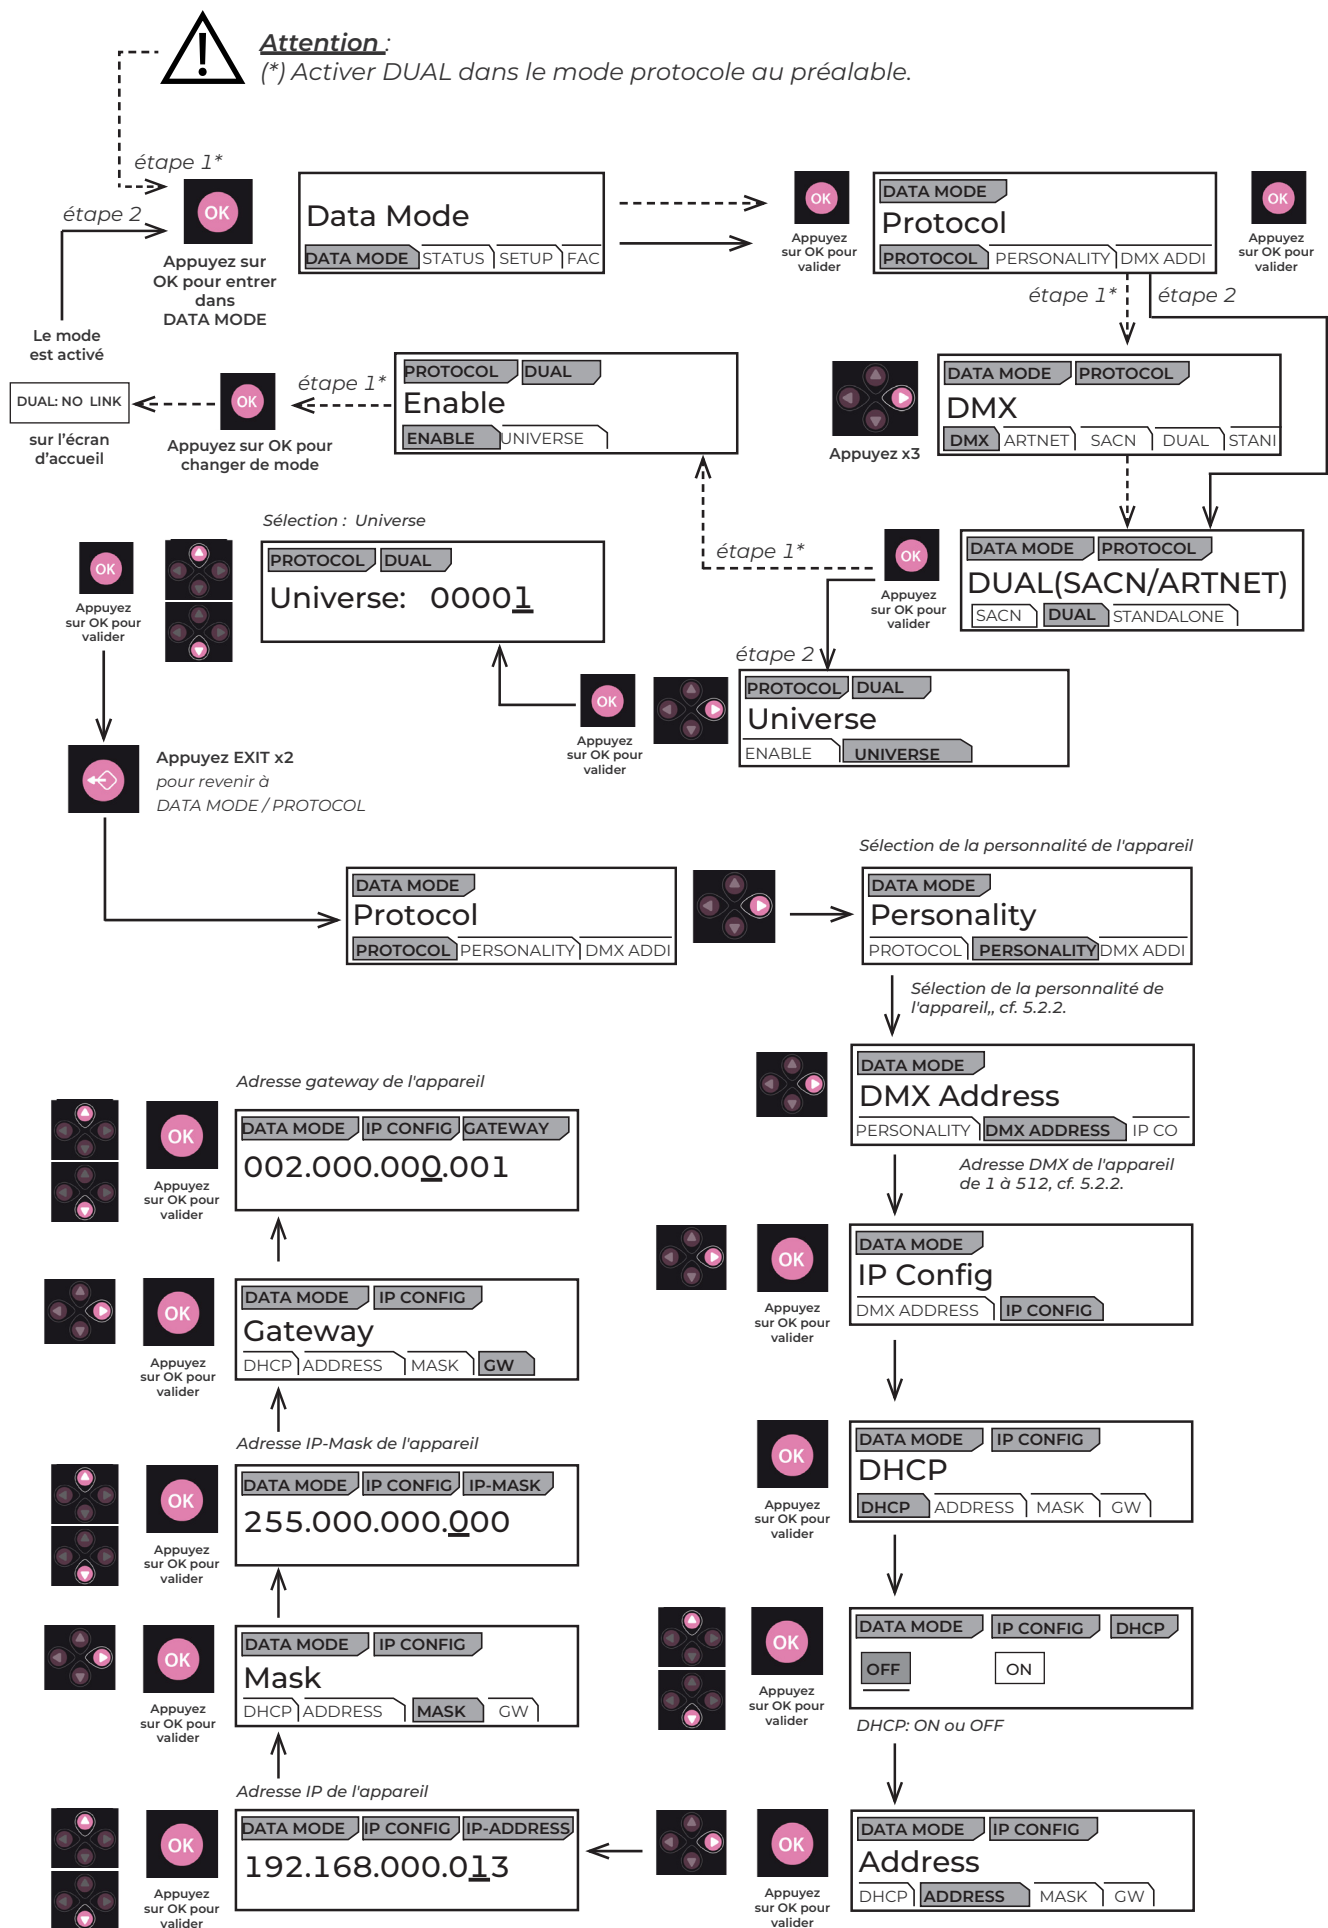 Attention :
(*) Activer DUAL dans le mode protocole au préalable.
étape 1*
étape 2
OK
Appuyez sur
OK pour entrer
dans
DATA MODE
Data Mode
DATA MODE STATUS SETUP FAC
OK
Appuyez
sur OK pour
valider
DATA MODE
Protocol
PROTOCOL PERSONALITY DMX ADDI
OK
Appuyez
sur OK pour
valider
étape 1*
étape 2
Le mode
est activé
DUAL: NO LINK
sur l'écran
d'accueil
OK
Appuyez sur OK pour
changer de mode
étape 1*
PROTOCOL DUAL
Enable
ENABLE UNIVERSE
Appuyez x3
DATA MODE PROTOCOL
DMX
DMX ARTNET SACN DUAL STANI
Sélection : Universe
OK
Appuyez
sur OK pour
valider
PROTOCOL DUAL
Universe: 00001
étape 1*
OK
Appuyez
sur OK pour
valider
DATA MODE PROTOCOL
DUAL(SACN/ARTNET)
SACN DUAL STANDALONE
étape 2
OK
Appuyez
sur OK pour
valider
PROTOCOL DUAL
Universe
ENABLE UNIVERSE
Appuyez EXIT x2
pour revenir à
DATA MODE / PROTOCOL
DATA MODE
Protocol
PROTOCOL PERSONALITY DMX ADDI
Sélection de la personnalité de l'appareil
DATA MODE
Personality
PROTOCOL PERSONALITY DMX ADDI
Sélection de la personnalité de
l'appareil,, cf. 5.2.2.
DATA MODE
DMX Address
PERSONALITY DMX ADDRESS IP CO
Adresse DMX de l'appareil
de 1 à 512, cf. 5.2.2.
OK
Appuyez
sur OK pour
valider
DATA MODE
IP Config
DMX ADDRESS IP CONFIG
OK
Appuyez
sur OK pour
valider
DATA MODE IP CONFIG
DHCP
DHCP ADDRESS MASK GW
OK
Appuyez
sur OK pour
valider
DATA MODE IP CONFIG DHCP
OFF ON
DHCP: ON ou OFF
OK
Appuyez
sur OK pour
valider
DATA MODE IP CONFIG
Address
DHCP ADDRESS MASK GW
Adresse IP de l'appareil
OK
Appuyez
sur OK pour
valider
DATA MODE IP CONFIG IP-ADDRESS
192.168.000.013
OK
Appuyez
sur OK pour
valider
DATA MODE IP CONFIG
Mask
DHCP ADDRESS MASK GW
Adresse IP-Mask de l'appareil
OK
Appuyez
sur OK pour
valider
DATA MODE IP CONFIG IP-MASK
255.000.000.000
OK
Appuyez
sur OK pour
valider
DATA MODE IP CONFIG
Gateway
DHCP ADDRESS MASK GW
Adresse gateway de l'appareil
OK
Appuyez
sur OK pour
valider
DATA MODE IP CONFIG GATEWAY
002.000.000.001